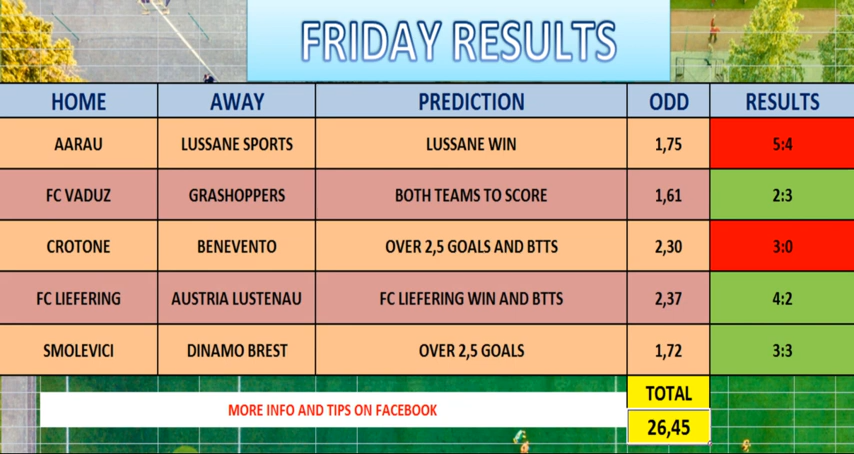 FRIDAY RESULTS
HOME AWAY PREDICTION ODD RESULTS
AARAU LUSSANE SPORTS LUSSANE WIN 1,75 5:4
FC VADUZ GRASHOPPERS BOTH TEAMS TO SCORE 1,61 2:3
CROTONE BENEVENTO OVER 2,5 GOALS AND BTTS 2,30 3:0
FC LIEFERING AUSTRIA LUSTENAU FC LIEFERING WIN AND BTTS 2,37 4:2
SMOLEVICI DINAMO BREST OVER 2,5 GOALS 1,72 3:3
TOTAL
MORE INFO AND TIPS ON FACEBOOK
26,45